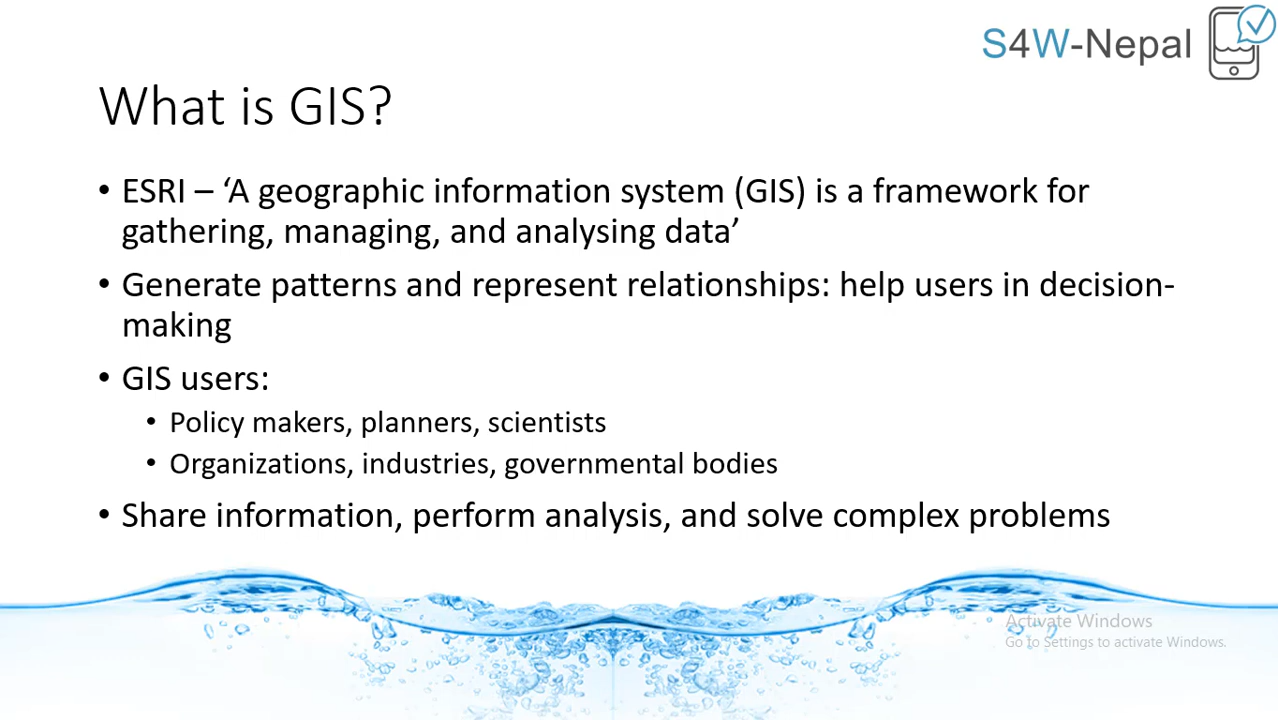 S4W-Nepal
What is GIS?
• ESRI – ‘A geographic information system (GIS) is a framework for
gathering, managing, and analysing data’
• Generate patterns and represent relationships: help users in decision-
making
• GIS users:
• Policy makers, planners, scientists
• Organizations, industries, governmental bodies
• Share information, perform analysis, and solve complex problems
Activate Windows
Go to Settings to activate Windows.